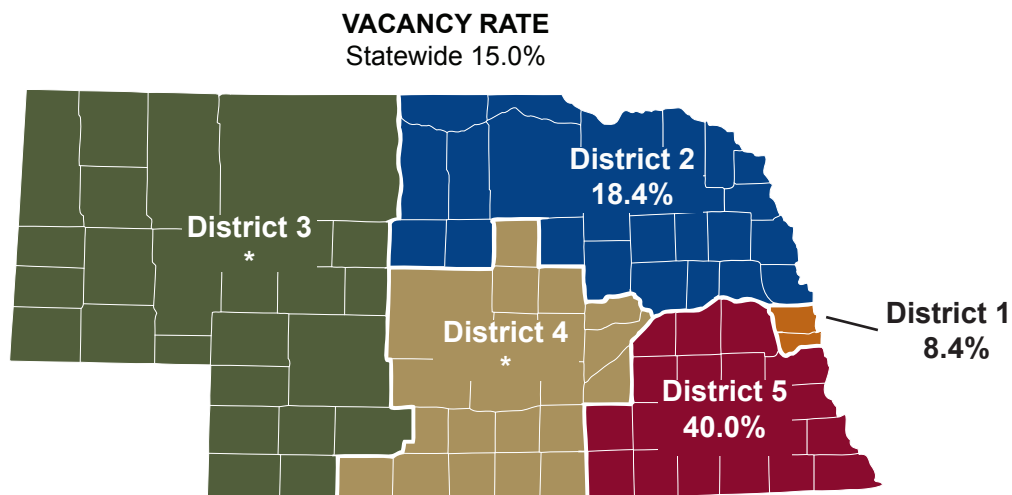 VACANCY RATE
Statewide 15.0%
District 2
18.4%
District 3
*
District 1
8.4%
District 4
*
District 5
40.0%